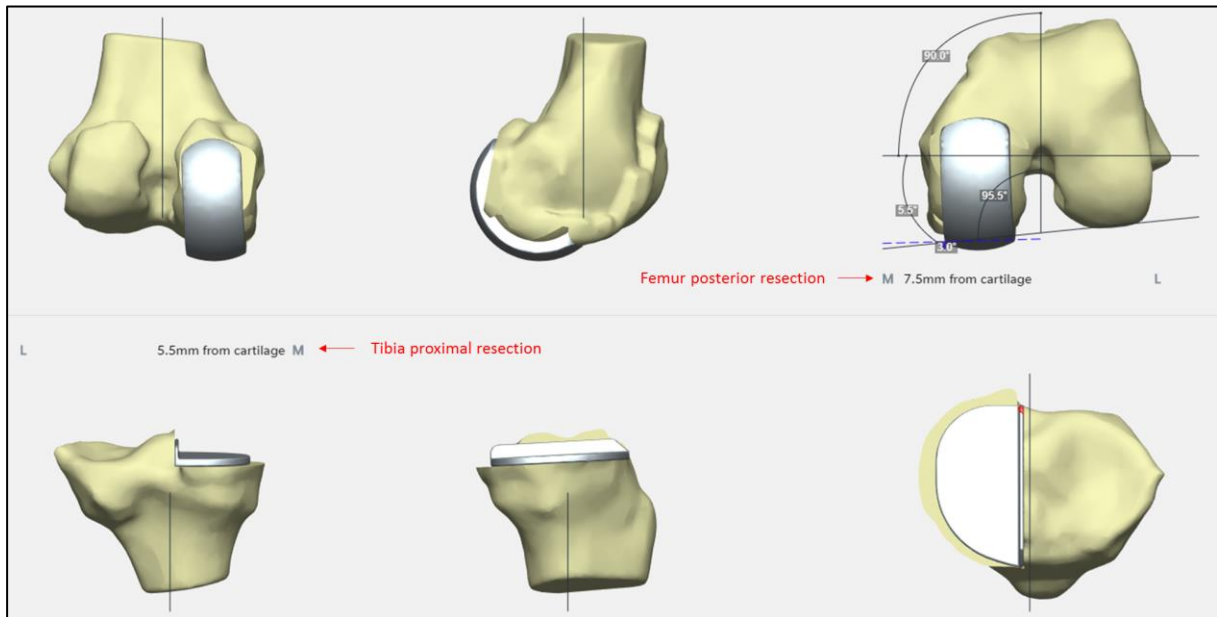 90.0°
95.5°
5.5°
3.0°
Femur posterior resection M 7.5mm from cartilage L
L 5.5mm from cartilage M Tibia proximal resection